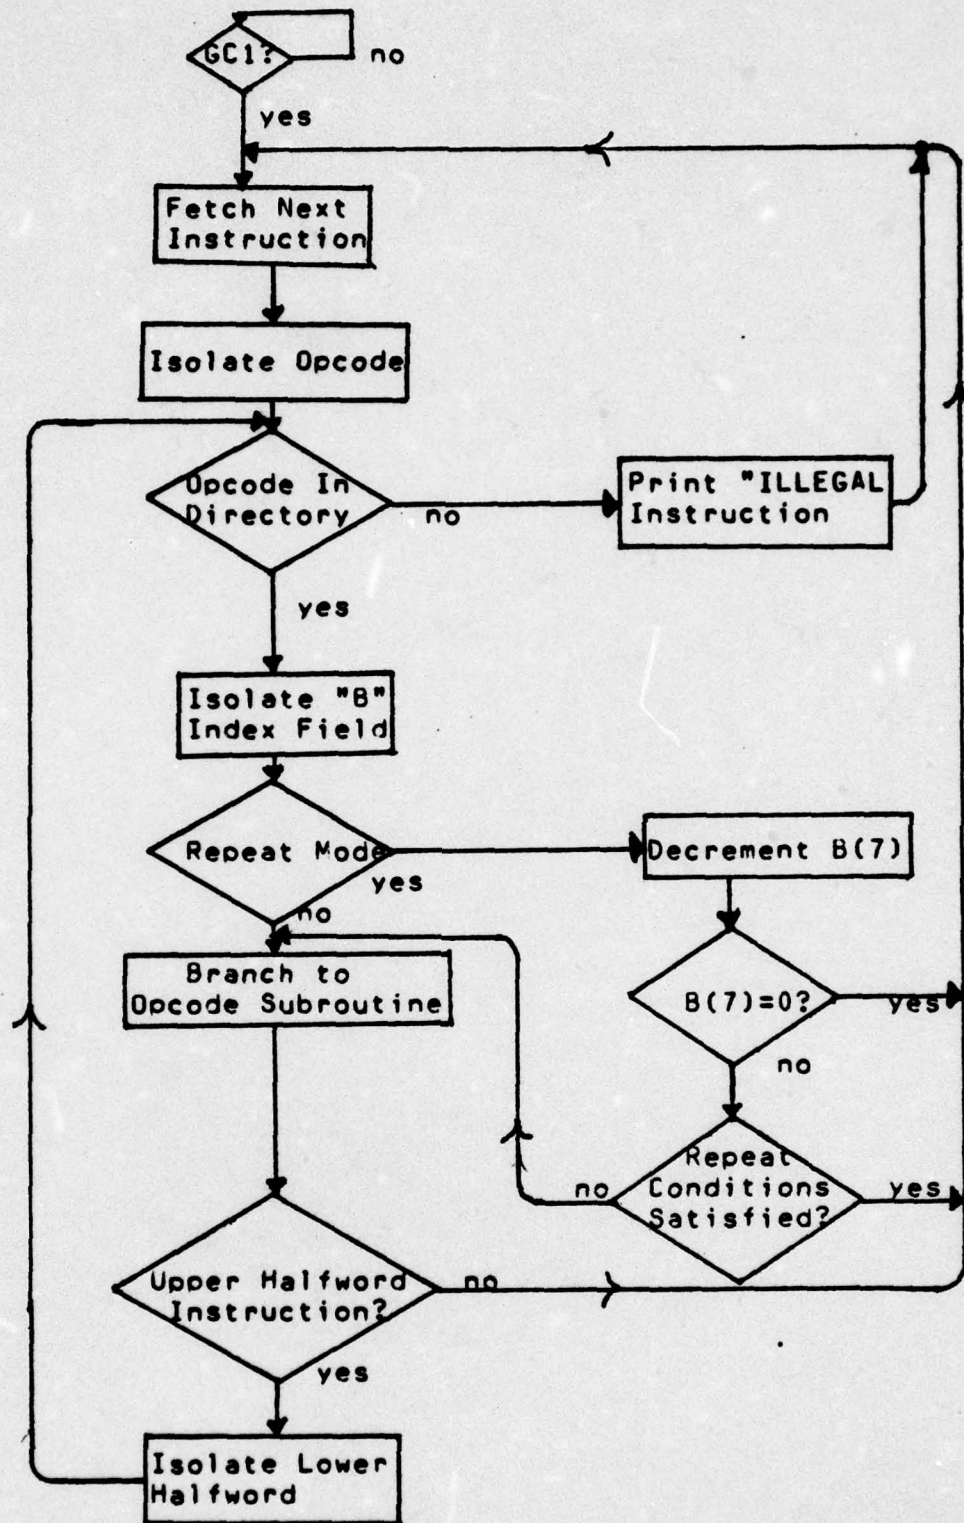 GC1?
no
yes
Fetch Next
Instruction
Isolate Opcode
Opcode In
Directory
no
Print "ILLEGAL
Instruction
yes
Isolate "B"
Index Field
Repeat Mode
yes
Decrement B(7)
no
Branch to
Opcode Subroutine
B(7)=0?
yes
no
Repeat
Conditions
Satisfied?
no
yes
Upper Halfword
Instruction?
no
yes
Isolate Lower
Halfword